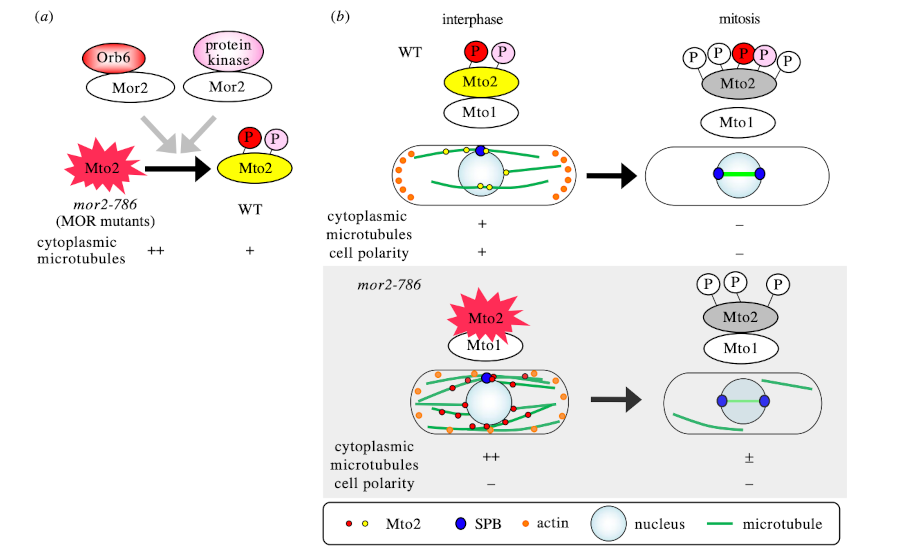 (a)
Orb6
Mor2
protein
kinase
Mor2
Mto2
P P
Mto2
mor2-786
(MOR mutants)
WT
cytoplasmic
microtubules
++ +
(b)
interphase mitosis
WT
P P
Mto2
Mto1
P P P P P
Mto2
Mto1
cytoplasmic
microtubules
+ –
cell polarity + –
mor2-786
Mto2
Mto1
P P P
Mto2
Mto1
cytoplasmic
microtubules
++ ±
cell polarity – –
Mto2 SPB actin nucleus microtubule